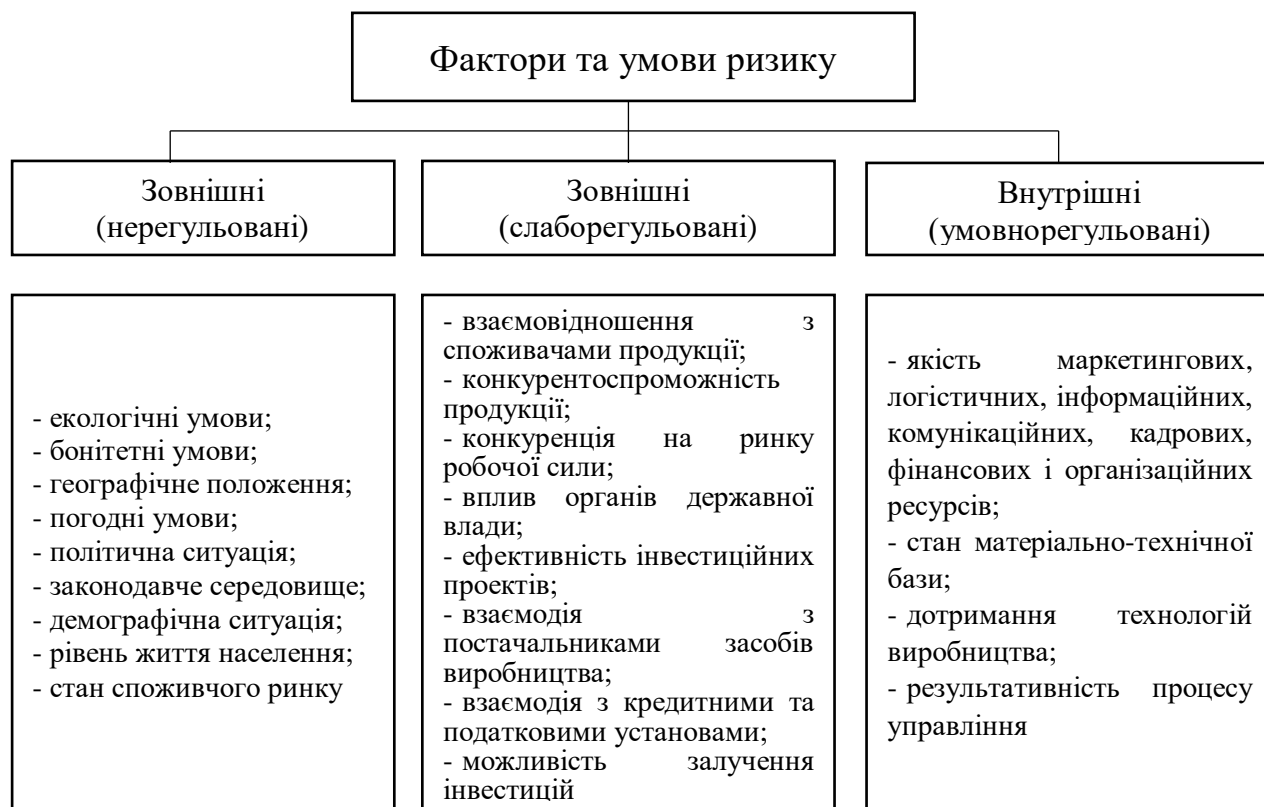 Фактори та умови ризику
Зовнішні
(нерегульовані)
Зовнішні
(слаборегульовані)
Внутрішні
(умовнорегульовані)
- екологічні умови;
- бонітетні умови;
- географічне положення;
- погодні умови;
- політична ситуація;
- законодавче середовище;
- демографічна ситуація;
- рівень життя населення;
- стан споживчого ринку
- взаємовідношення з
споживачами продукції;
- конкурентоспроможність
продукції;
- конкуренція на ринку
робочої сили;
- вплив органів державної
влади;
- ефективність інвестиційних
проектів;
- взаємодія з
постачальниками засобів
виробництва;
- взаємодія з кредитними та
податковими установами;
- можливість залучення
інвестицій
- якість маркетингових,
логістичних, інформаційних,
комунікаційних, кадрових,
фінансових і організаційних
ресурсів;
- стан матеріально-технічної
бази;
- дотримання технологій
виробництва;
- результативність процесу
управління